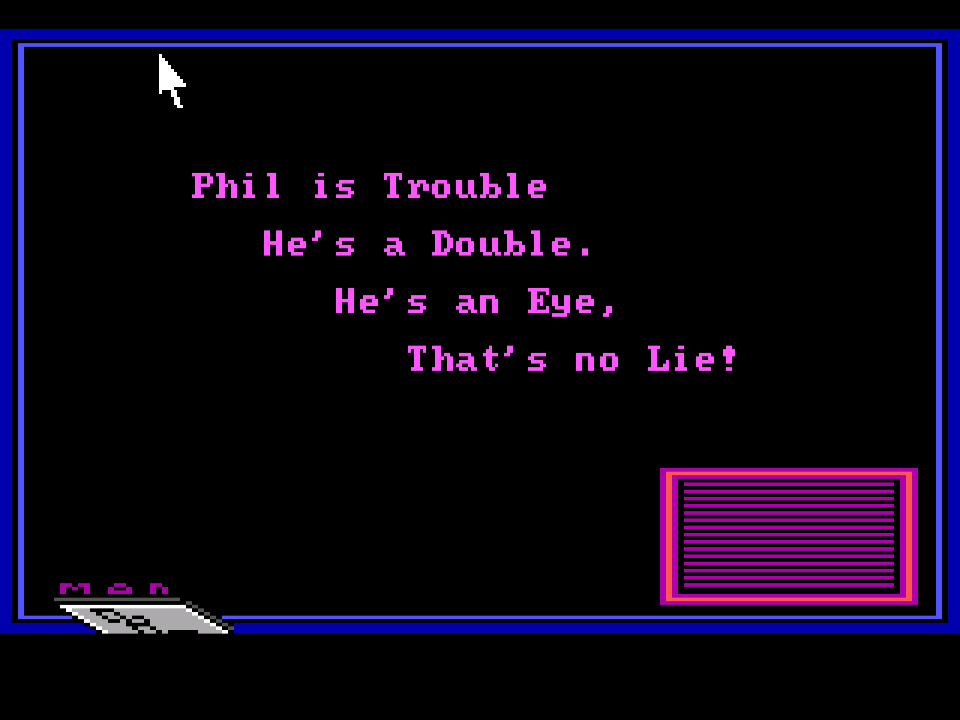 Phil is Trouble
He's a Double.
He's an Eye,
That's no Lie!